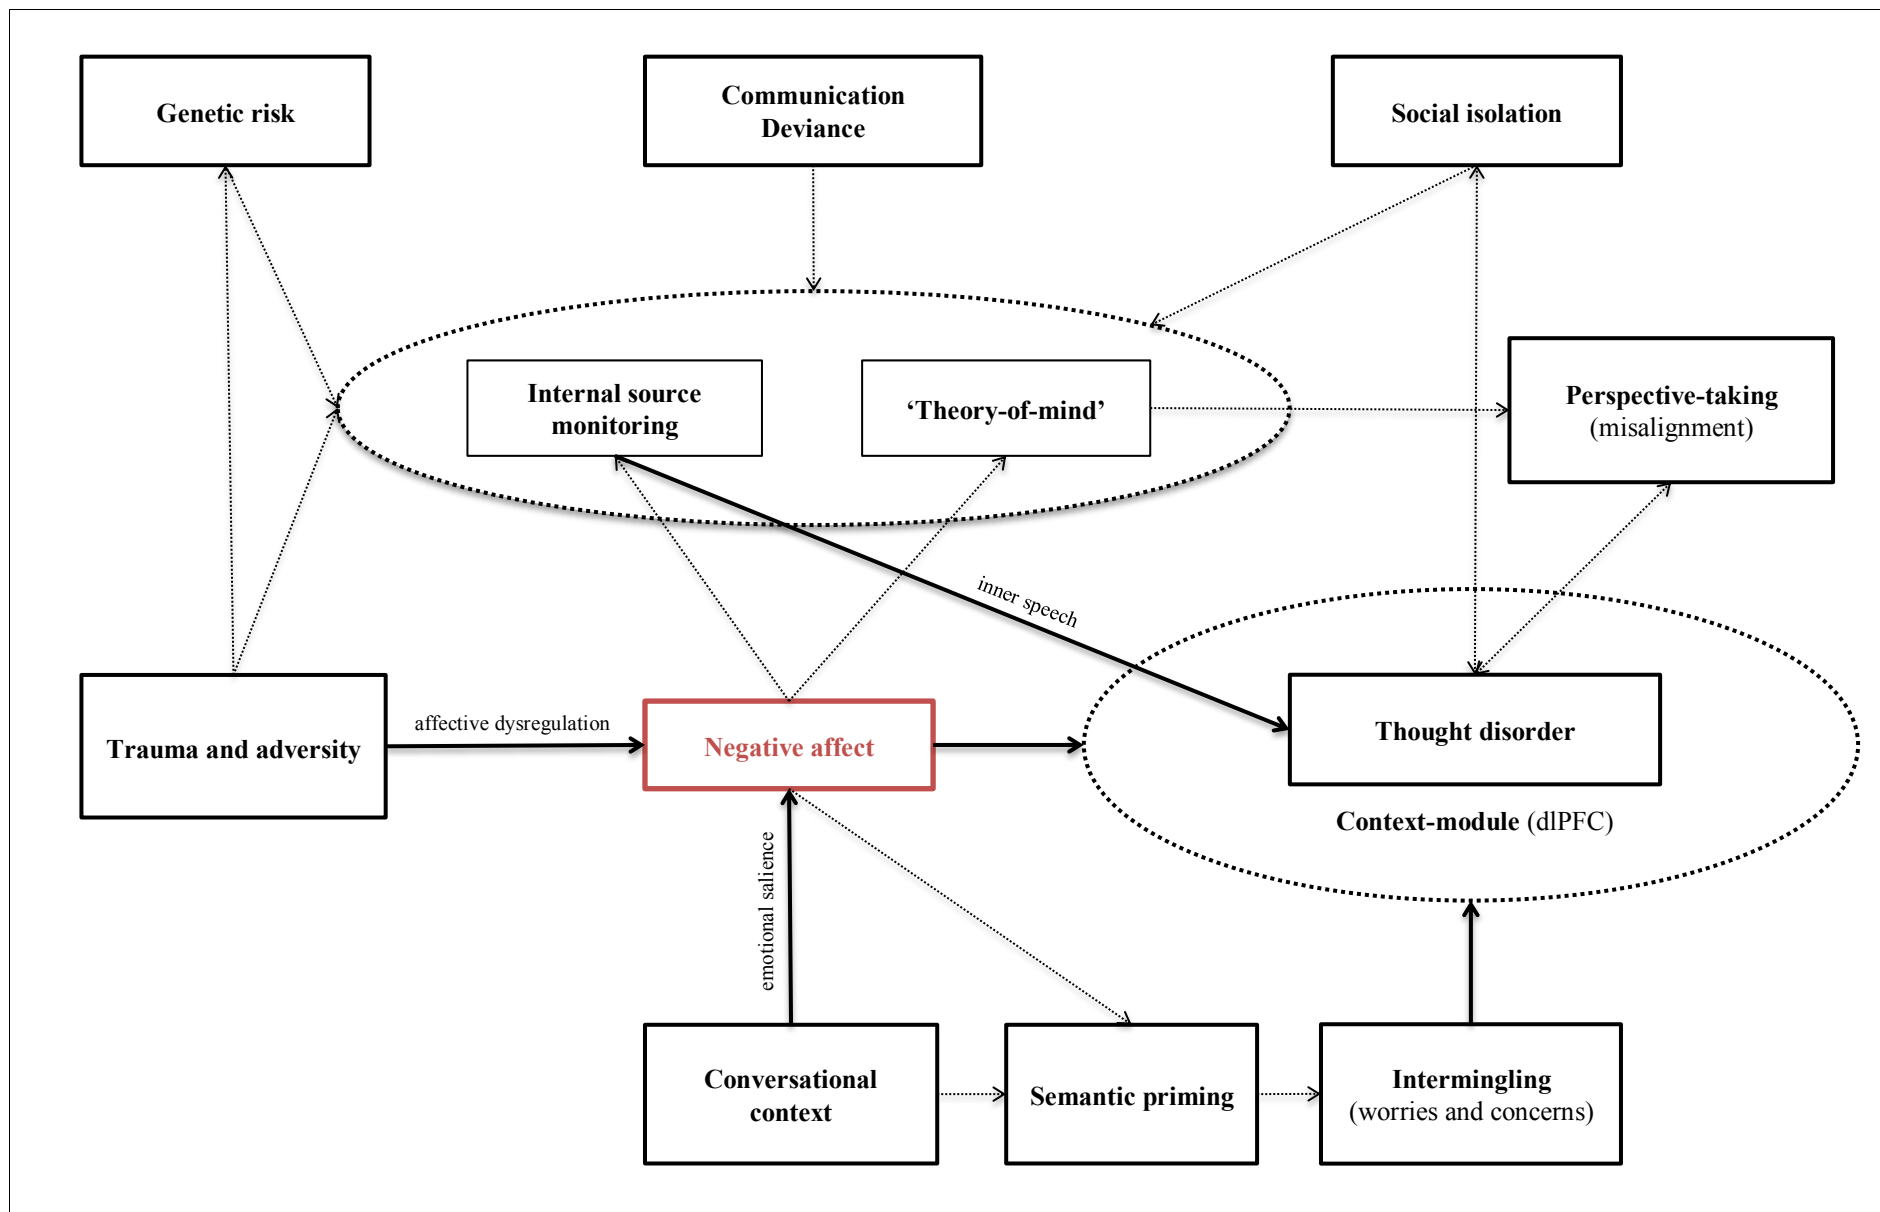 Genetic risk
Communication
Deviance
Social isolation
Internal source
monitoring
‘Theory-of-mind’
Perspective-taking
(misalignment)
inner speech
Trauma and adversity
affective dysregulation
Negative affect
Thought disorder
Context-module (dlPFC)
emotional salience
Conversational
context
Semantic priming
Intermingling
(worries and concerns)